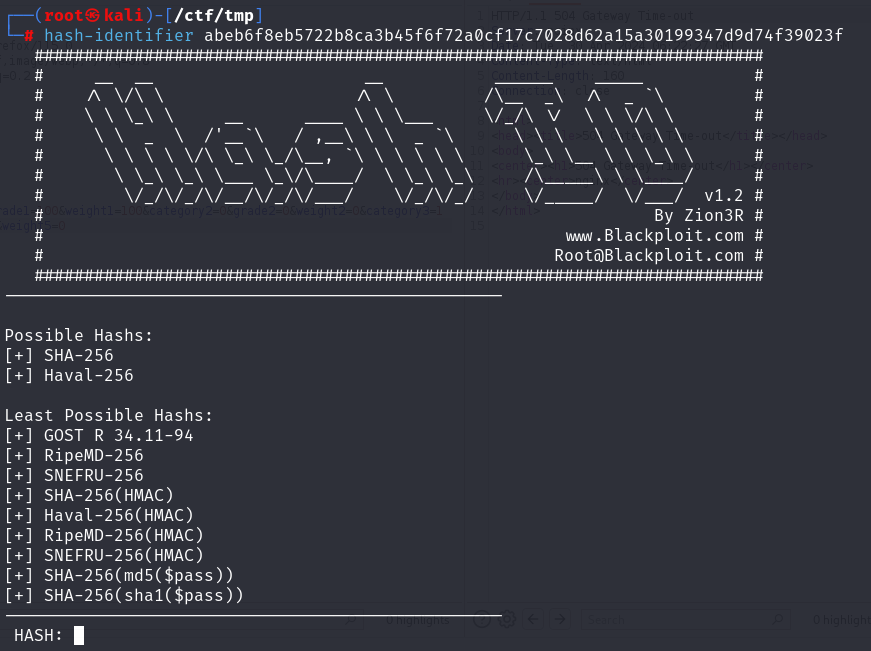 ┌──(root㉿kali)-[/ctf/tmp]
└─# hash-identifier abeb6f8eb5722b8ca3b45f6f72a0cf17c7028d62a15a30199347d9d74f39023f
v1.2 #
By Zion3R #
www.Blackploit.com #
Root@Blackploit.com #
Possible Hashs:
[+] SHA-256
[+] Haval-256
Least Possible Hashs:
[+] GOST R 34.11-94
[+] RipeMD-256
[+] SNEFRU-256
[+] SHA-256(HMAC)
[+] Haval-256(HMAC)
[+] RipeMD-256(HMAC)
[+] SNEFRU-256(HMAC)
[+] SHA-256(md5($pass))
[+] SHA-256(sha1($pass))
HASH: